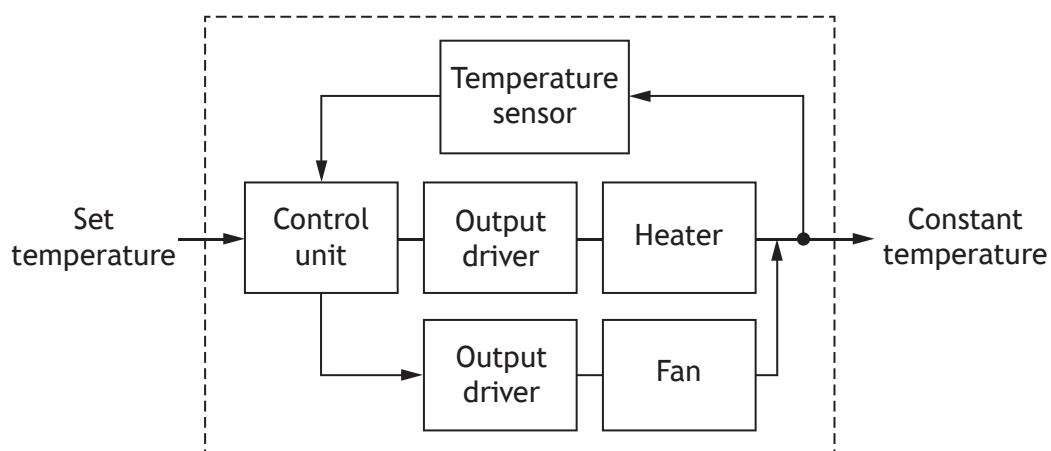 Temperature
sensor
Set
temperature
Control
unit
Output
driver
Heater
Constant
temperature
Output
driver
Fan